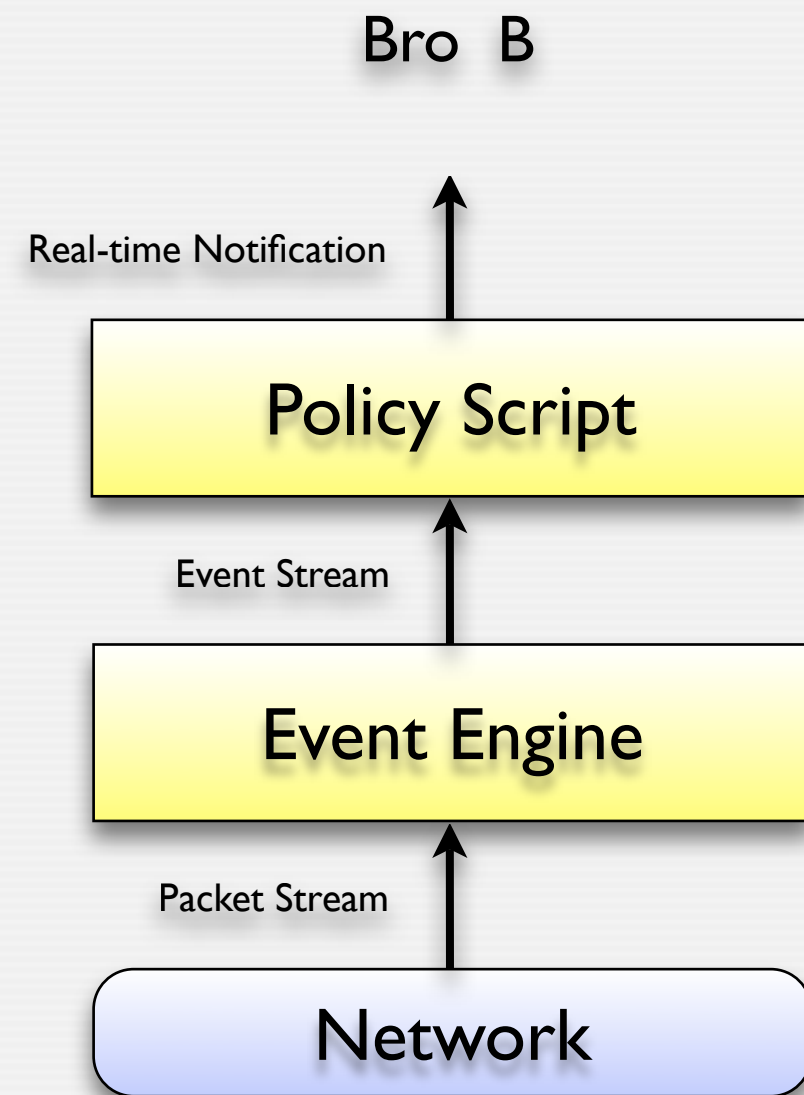 Bro B
Real-time Notification
Policy Script
Event Stream
Event Engine
Packet Stream
Network